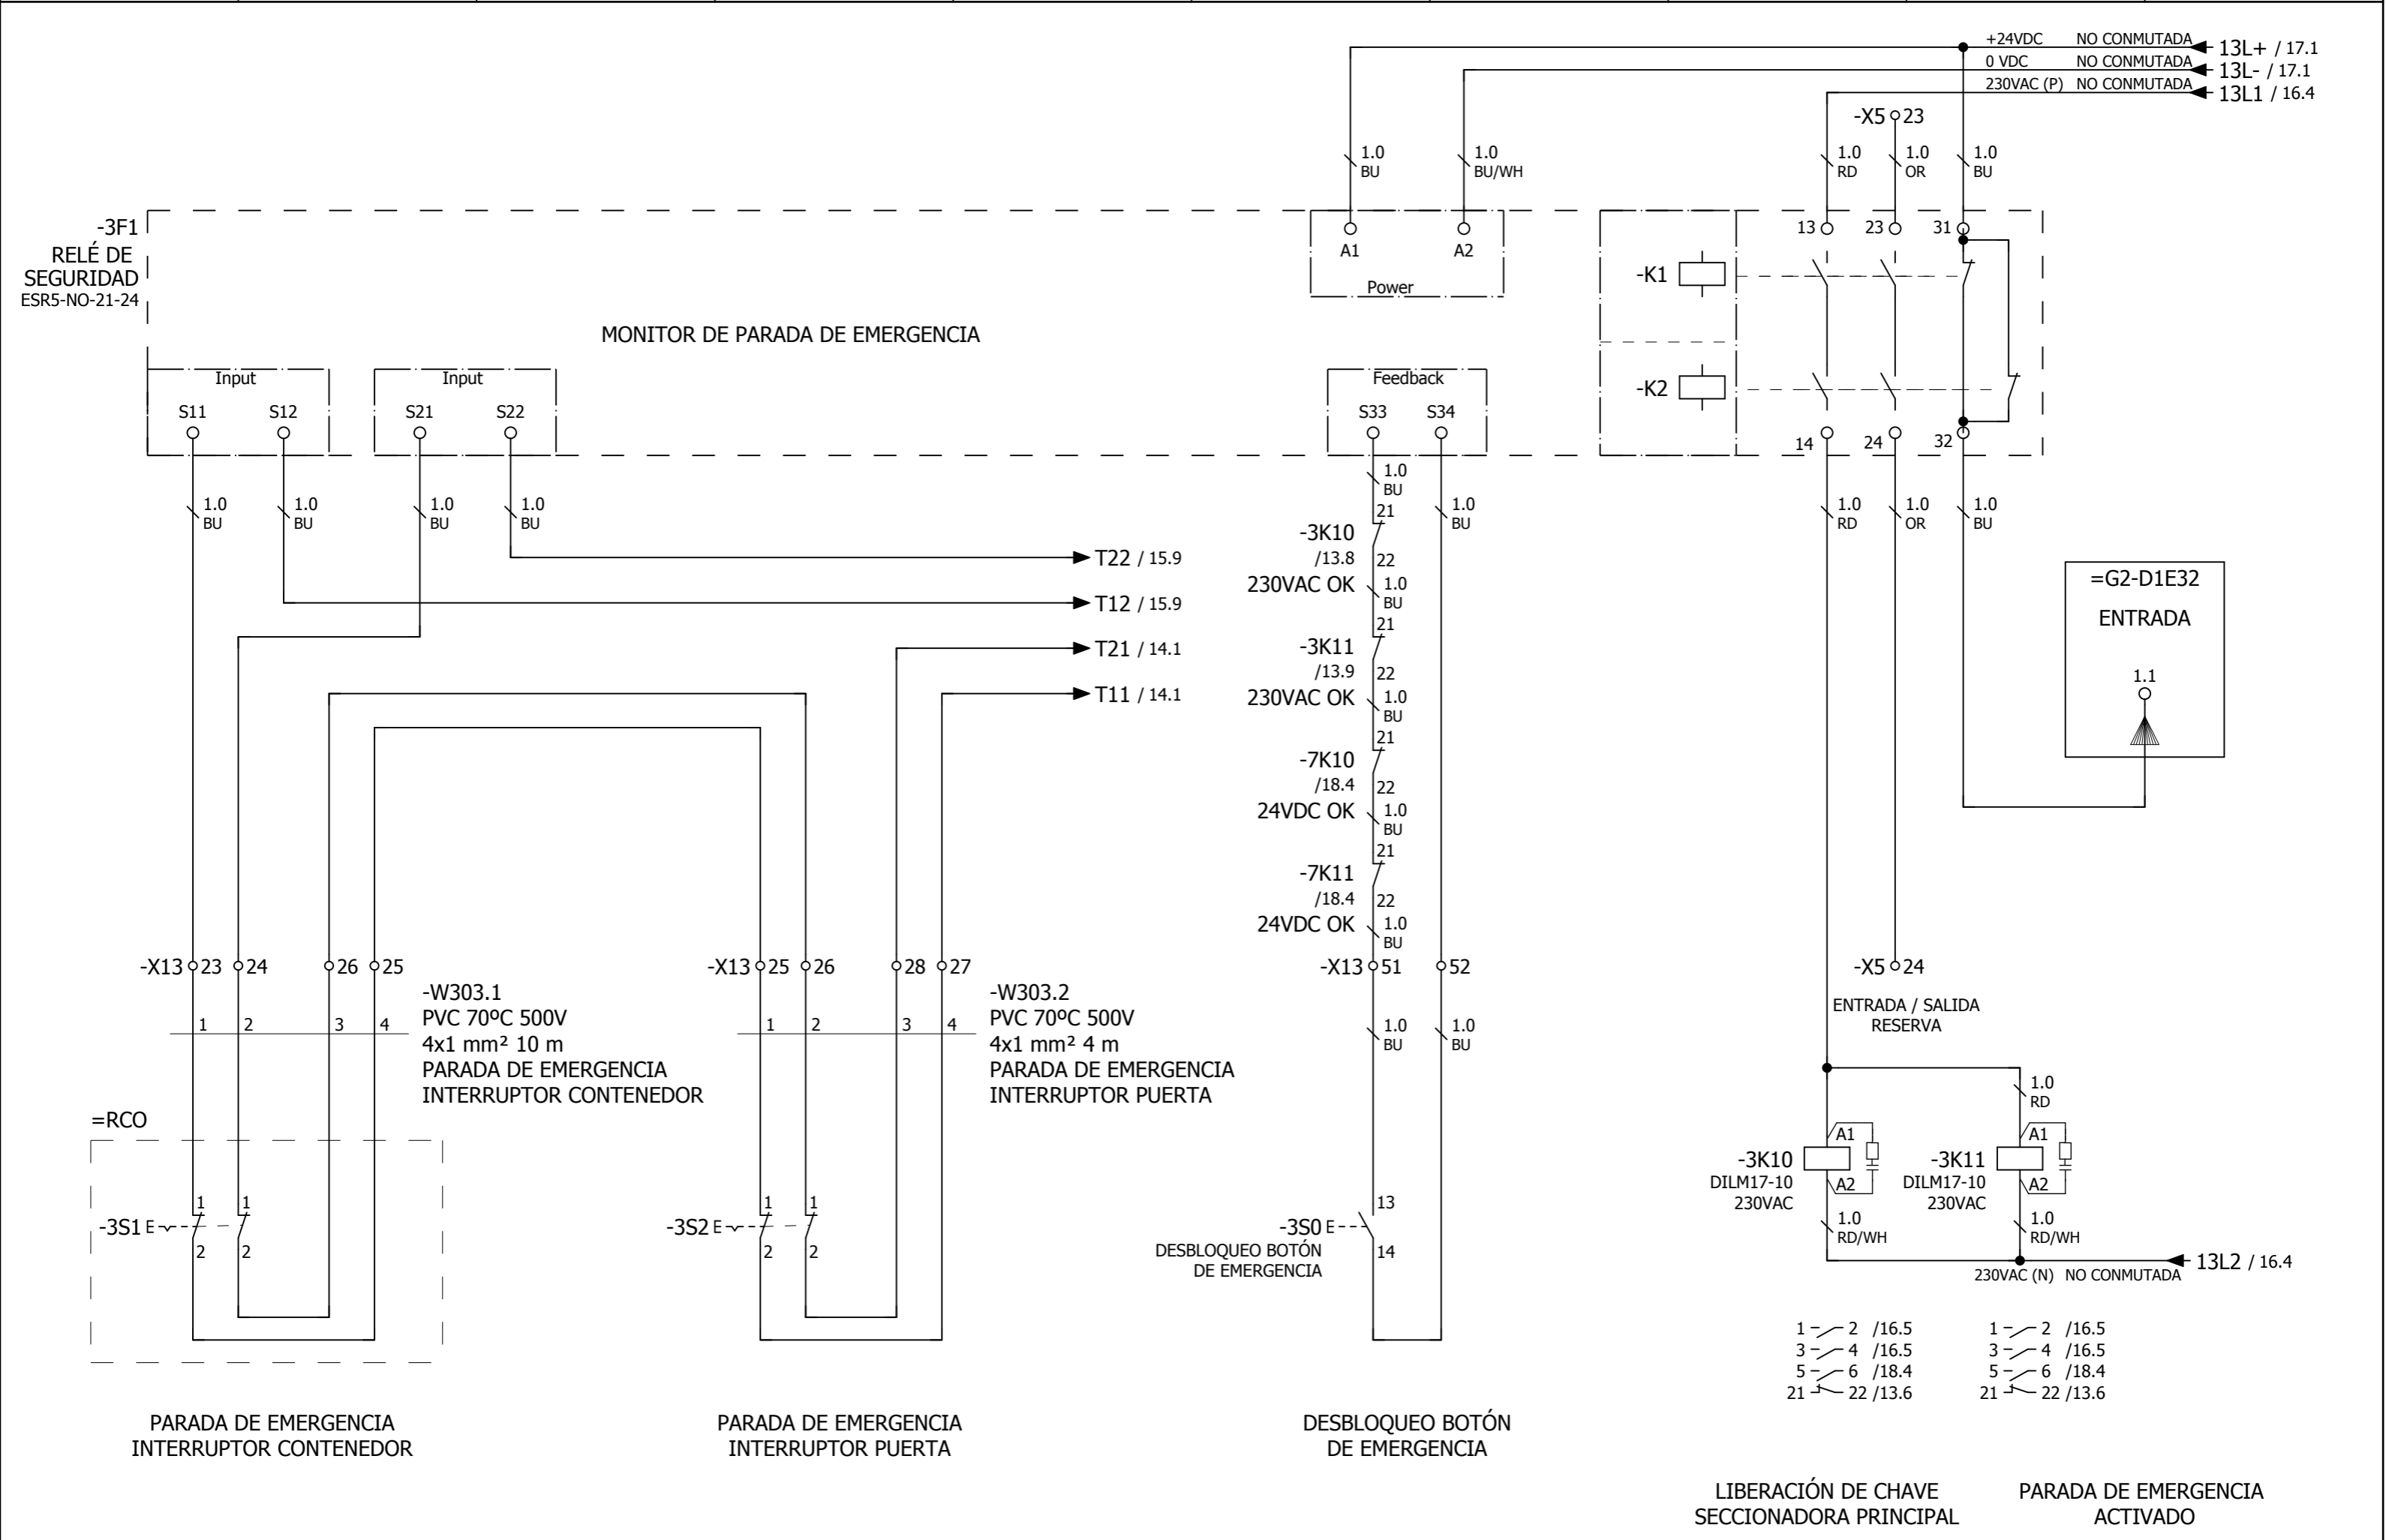 +24VDC NO CONMUTADA 13L+ / 17.1
0 VDC NO CONMUTADA 13L- / 17.1
230VAC (P) NO CONMUTADA 13L1 / 16.4
-X5 23
1.0 BU
1.0 BU/WH
1.0 RD
1.0 OR
1.0 BU
-3F1
RELÉ DE
SEGURIDAD
ESR5-NO-21-24
A1 A2
Power
13 23 31
-K1
-K2
14 24 32
MONITOR DE PARADA DE EMERGENCIA
Input
S11 S12
Input
S21 S22
Feedback
S33 S34
1.0 BU
1.0 BU
1.0 BU
1.0 BU
1.0 BU
1.0 BU
1.0 RD
1.0 OR
1.0 BU
T22 / 15.9
T12 / 15.9
T21 / 14.1
T11 / 14.1
21
-3K10
/13.8 22
230VAC OK 1.0
BU
21
-3K11
/13.9 22
230VAC OK 1.0
BU
21
-7K10
/18.4 22
24VDC OK 1.0
BU
21
-7K11
/18.4 22
24VDC OK 1.0
BU
=G2-D1E32
ENTRADA
1.1
-X13 23 24 26 25
-X13 25 26 28 27
-X13 51 52
-X5 24
ENTRADA / SALIDA
RESERVA
1 2 3 4
-W303.1
PVC 70ºC 500V
4x1 mm² 10 m
PARADA DE EMERGENCIA
INTERRUPTOR CONTENEDOR
1 2 3 4
-W303.2
PVC 70ºC 500V
4x1 mm² 4 m
PARADA DE EMERGENCIA
INTERRUPTOR PUERTA
1.0 BU
1.0 BU
=RCO
1 1
-3S1 E
2 2
1 1
-3S2 E
2 2
13
-3S0 E
14
DESBLOQUEO BOTÓN
DE EMERGENCIA
1.0 RD
A1
-3K10
DILM17-10
230VAC
A2
1.0
RD/WH
A1
-3K11
DILM17-10
230VAC
A2
1.0
RD/WH
13L2 / 16.4
230VAC (N) NO CONMUTADA
1 2 /16.5
3 4 /16.5
5 6 /18.4
21 22 /13.6
1 2 /16.5
3 4 /16.5
5 6 /18.4
21 22 /13.6
PARADA DE EMERGENCIA
INTERRUPTOR CONTENEDOR
PARADA DE EMERGENCIA
INTERRUPTOR PUERTA
DESBLOQUEO BOTÓN
DE EMERGENCIA
LIBERACIÓN DE CHAVE
SECCIONADORA PRINCIPAL
PARADA DE EMERGENCIA
ACTIVADO